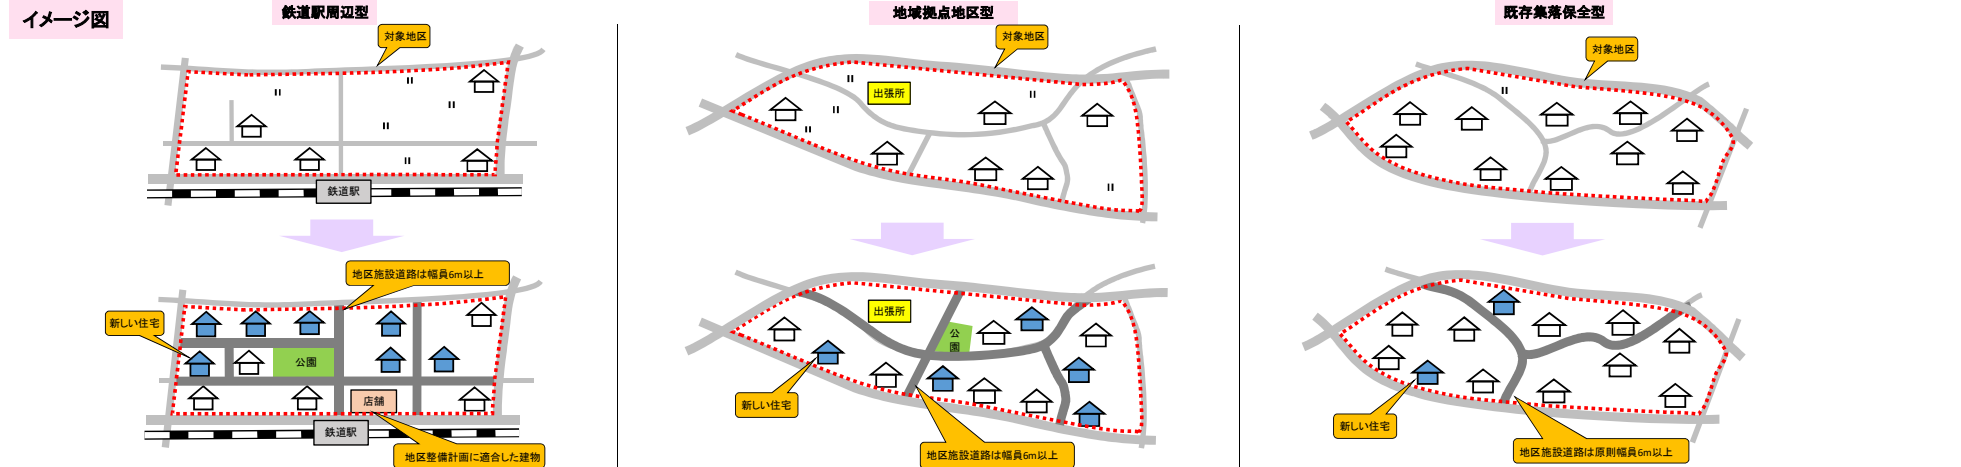 イメージ図
鉄道駅周辺型
対象地区
鉄道駅
地区施設道路は幅員6m以上
新しい住宅
公園
店舗
鉄道駅
地区整備計画に適合した建物
地域拠点地区型
対象地区
出張所
出張所
公
園
新しい住宅
地区施設道路は幅員6m以上
既存集落保全型
対象地区
新しい住宅
地区施設道路は原則幅員6m以上